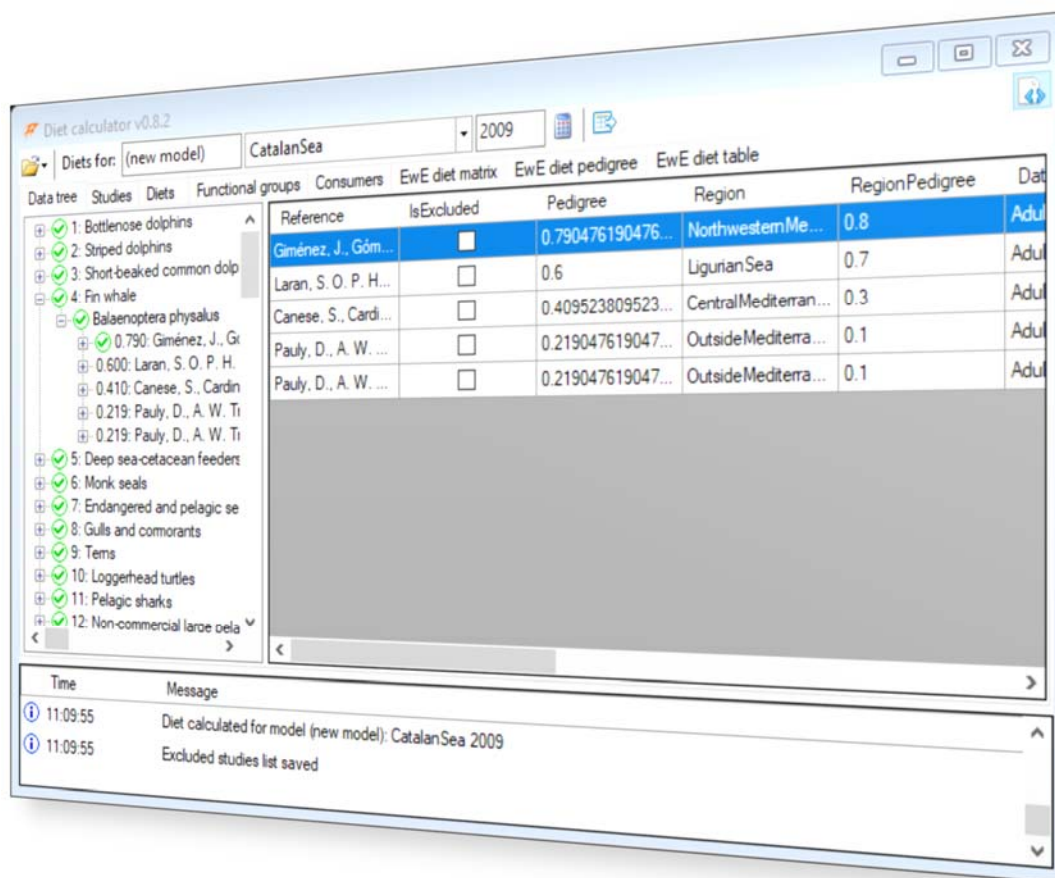 Diet calculator v0.8.2
Diets for: (new model) CatalanSea 2009
Data tree Studies Diets Functional groups Consumers EwE diet matrix EwE diet pedigree EwE diet table
1: Bottlenose dolphins
2: Striped dolphins
3: Short-beaked common dolp
4: Fin whale
Balaenoptera physalus
0.790: Giménez, J., Gó
0.600: Laran, S. O. P. H.
0.410: Canese, S., Cardin
0.219: Pauly, D., A. W. Tr
0.219: Pauly, D., A. W. Tr
5: Deep sea-cetacean feeders
6: Monk seals
7: Endangered and pelagic se
8: Gulls and cormorants
9: Terns
10: Loggerhead turtles
11: Pelagic sharks
12: Non-commercial large pela
Reference IsExcluded Pedigree Region RegionPedigree Dat
Giménez, J., Góm... 0.790476190476... NorthwesternMe... 0.8 Adul
Laran, S. O. P. H... 0.6 LigurianSea 0.7 Adul
Canese, S., Cardi... 0.409523809523... CentralMediterran... 0.3 Adul
Pauly, D., A. W. ... 0.219047619047... OutsideMediterra... 0.1 Adul
Pauly, D., A. W. ... 0.219047619047... OutsideMediterra... 0.1 Adul
Time Message
11:09:55 Diet calculated for model (new model): CatalanSea 2009
11:09:55 Excluded studies list saved